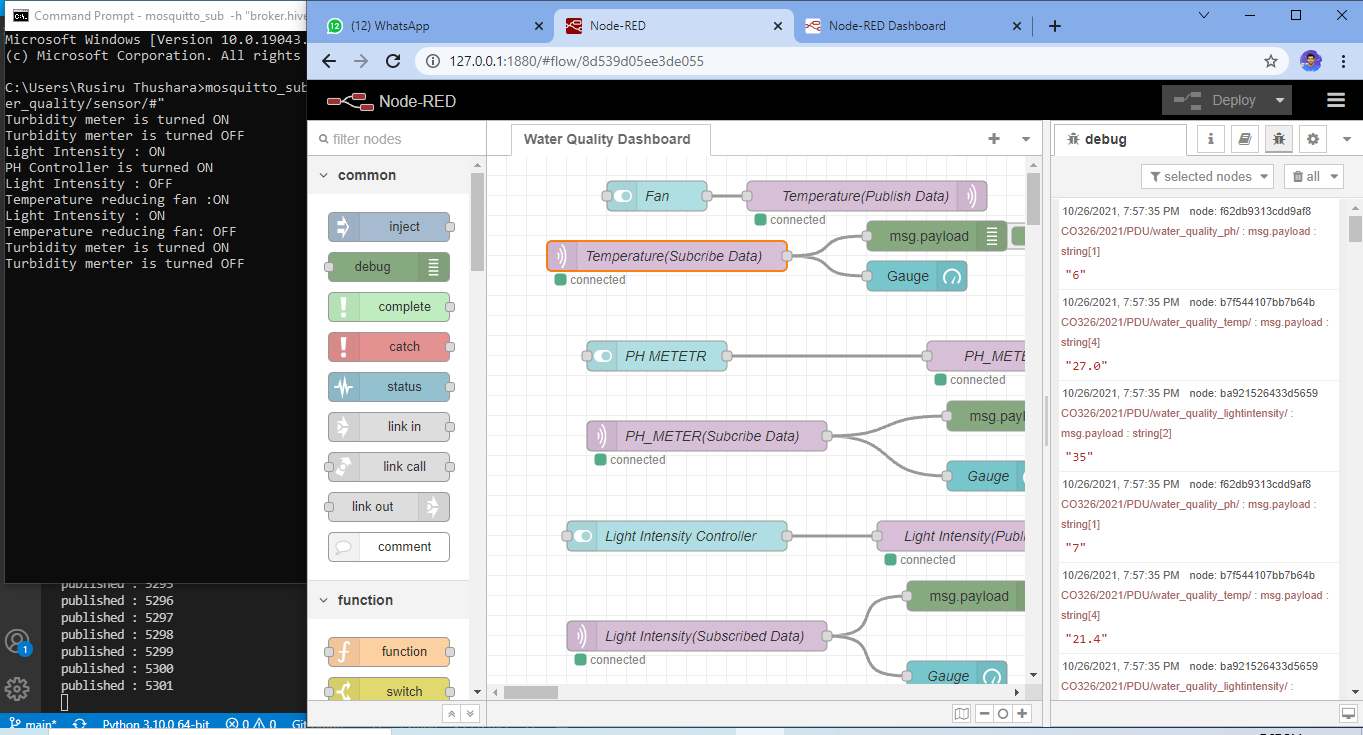 Command Prompt - mosquitto_sub -h "broker.hive
Microsoft Windows [Version 10.0.19043.
(c) Microsoft Corporation. All rights
C:\Users\Rusiru Thushara>mosquitto_sub
er_quality/sensor/#"
Turbidity meter is turned ON
Turbidity merter is turned OFF
Light Intensity : ON
PH Controller is turned ON
Light Intensity : OFF
Temperature reducing fan :ON
Light Intensity : ON
Temperature reducing fan: OFF
Turbidity meter is turned ON
Turbidity merter is turned OFF
published : 5295
published : 5296
published : 5297
published : 5298
published : 5299
published : 5300
published : 5301
1
main*
Python 3.10.0 64-bit
0
0
Git
12
(12) WhatsApp
Node-RED
Node-RED Dashboard
127.0.0.1:1880/#flow/8d539d05ee3de055
Node-RED
Deploy
filter nodes
common
inject
debug
complete
catch
status
link in
link call
link out
comment
function
function
switch
Water Quality Dashboard
Fan
Temperature(Publish Data)
connected
msg.payload
Temperature(Subcribe Data)
connected
Gauge
PH METETR
PH_METE
connected
msg.payl
PH_METER(Subcribe Data)
connected
Gauge
Light Intensity Controller
Light Intensity(Publi
connected
msg.payload
Light Intensity(Subscribed Data)
connected
Gauge
debug
i
selected nodes
all
10/26/2021, 7:57:35 PM node: f62db9313cdd9af8
CO326/2021/PDU/water_quality_ph/ : msg.payload :
string[1]
"6"
10/26/2021, 7:57:35 PM node: b7f544107bb7b64b
CO326/2021/PDU/water_quality_temp/ : msg.payload :
string[4]
"27.0"
10/26/2021, 7:57:35 PM node: ba921526433d5659
CO326/2021/PDU/water_quality_lightintensity/ :
msg.payload : string[2]
"35"
10/26/2021, 7:57:35 PM node: f62db9313cdd9af8
CO326/2021/PDU/water_quality_ph/ : msg.payload :
string[1]
"7"
10/26/2021, 7:57:35 PM node: b7f544107bb7b64b
CO326/2021/PDU/water_quality_temp/ : msg.payload :
string[4]
"21.4"
10/26/2021, 7:57:35 PM node: ba921526433d5659
CO326/2021/PDU/water_quality_lightintensity/ :